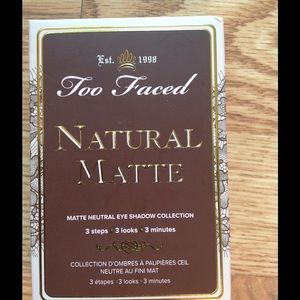 Est. 1998
Too Faced
NATURAL
MATTE
MATTE NEUTRAL EYE SHADOW COLLECTION
3 steps · 3 looks · 3 minutes
COLLECTION D'OMBRES À PAUPIÈRES ŒIL
NEUTRE AU FINI MAT
3 étapes · 3 looks · 3 minutes